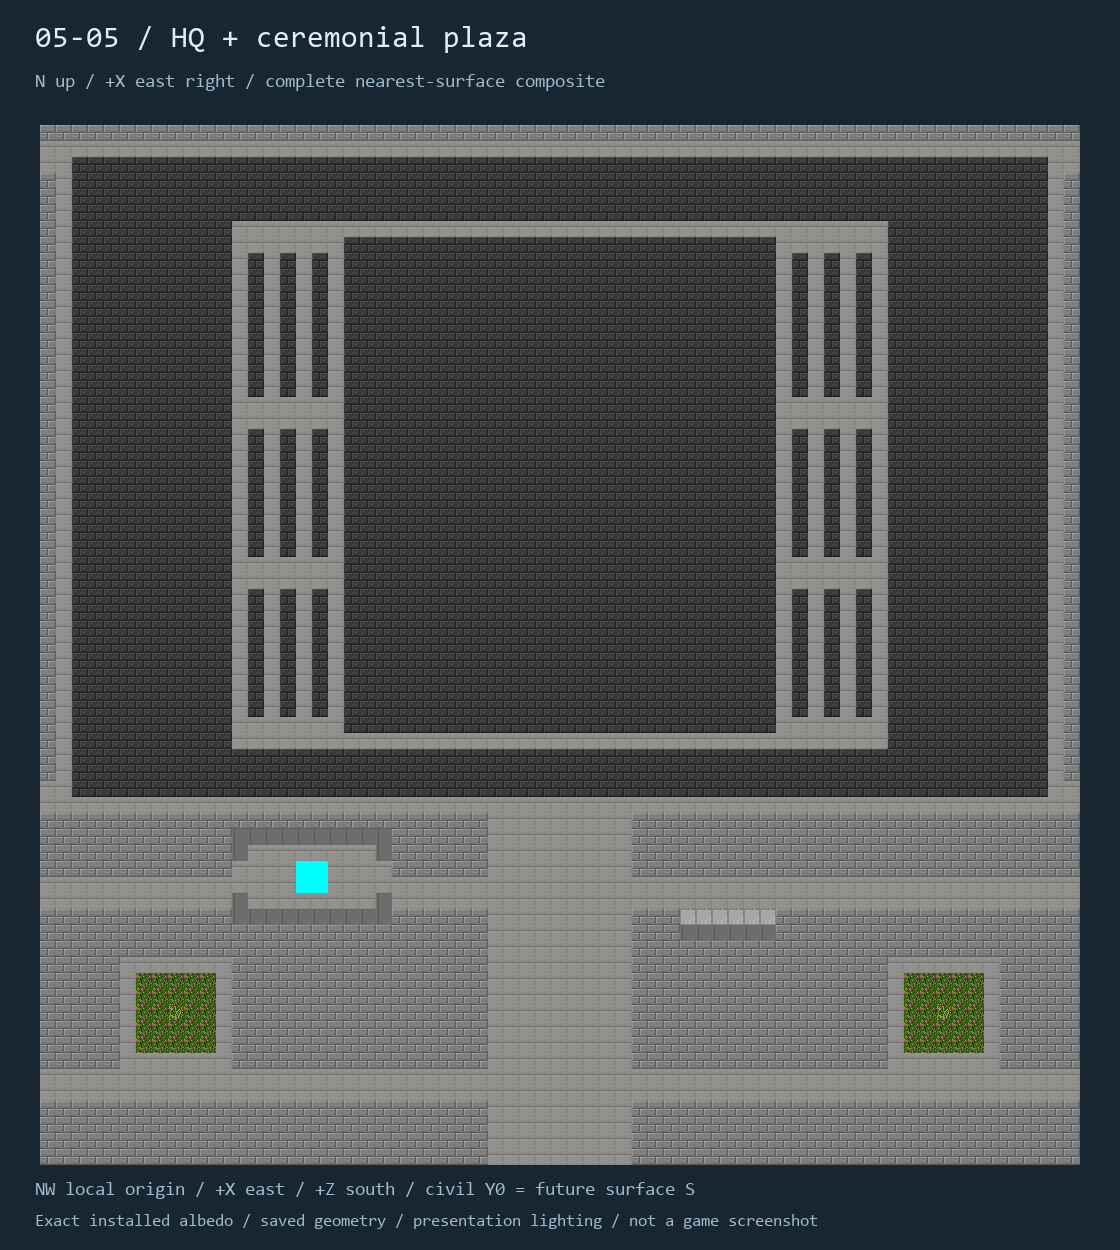 05-05 / HQ + ceremonial plaza
N up / +X east right / complete nearest-surface composite
NW local origin / +X east / +Z south / civil Y0 = future surface S
Exact installed albedo / saved geometry / presentation lighting / not a game screenshot